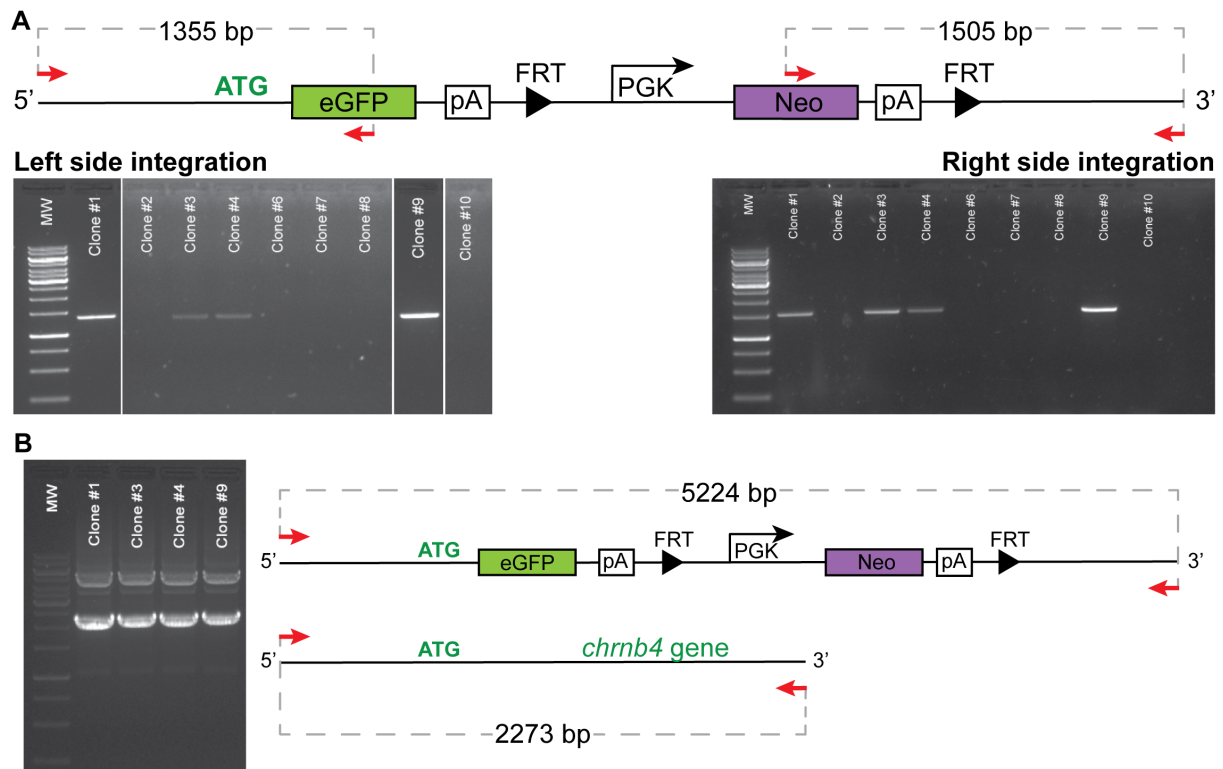 A
1355 bp
1505 bp
5’ ATG eGFP pA FRT PGK Neo pA FRT 3’
Left side integration
Right side integration
MW Clone #1 Clone #2 Clone #3 Clone #4 Clone #6 Clone #7 Clone #8 Clone #9 Clone #10
MW Clone #1 Clone #2 Clone #3 Clone #4 Clone #6 Clone #7 Clone #8 Clone #9 Clone #10
B
MW Clone #1 Clone #3 Clone #4 Clone #9
5224 bp
5’ ATG eGFP pA FRT PGK Neo pA FRT 3’
5’ ATG chrnb4 gene 3’
2273 bp